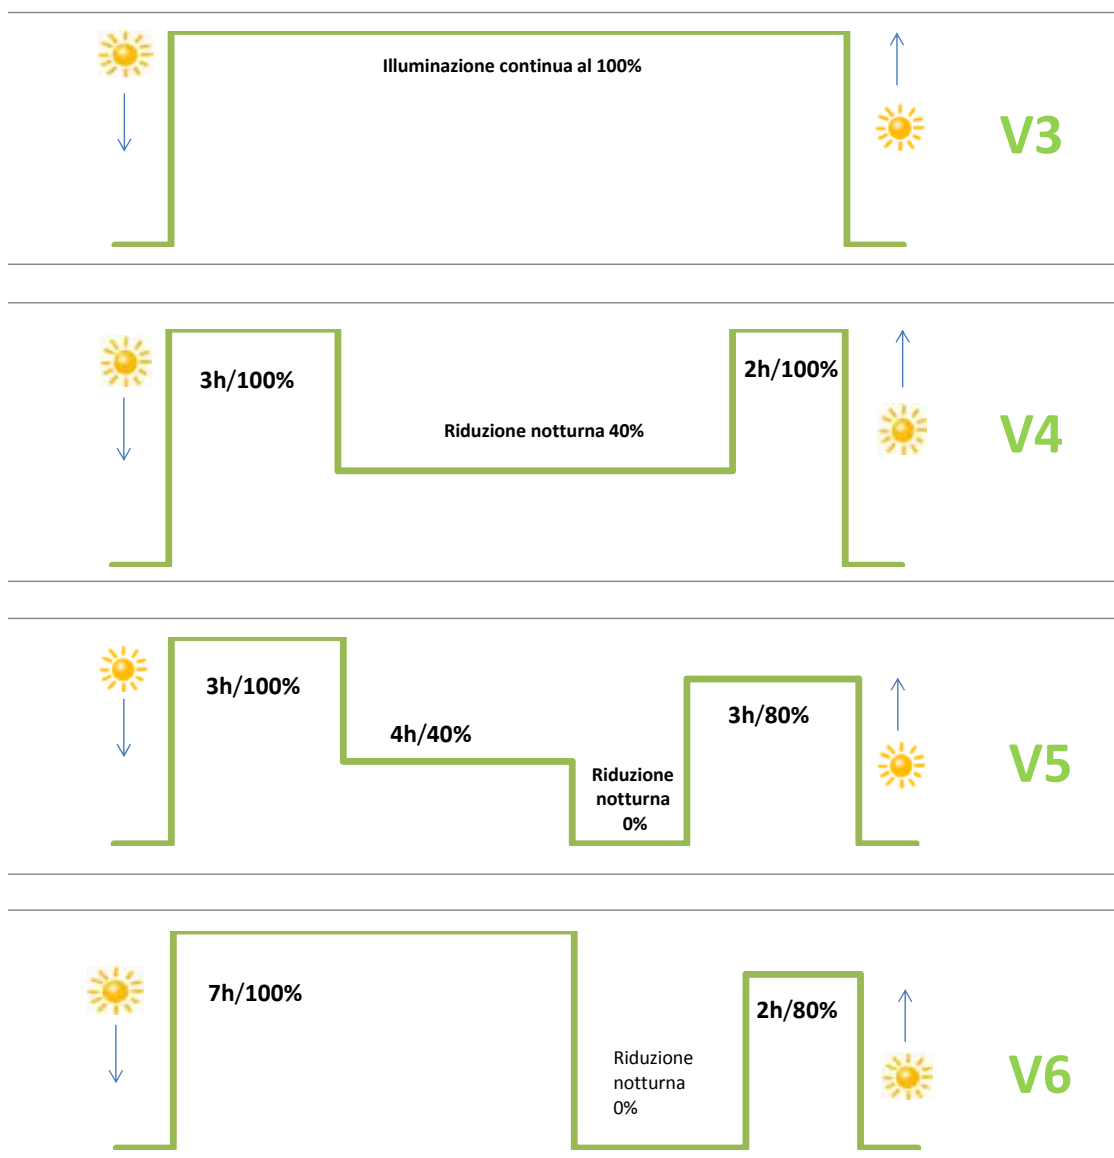 Illuminazione continua al 100%
V3
3h/100%
2h/100%
Riduzione notturna 40%
V4
3h/100%
4h/40%
3h/80%
Riduzione
notturna
0%
V5
7h/100%
2h/80%
Riduzione
notturna
0%
V6